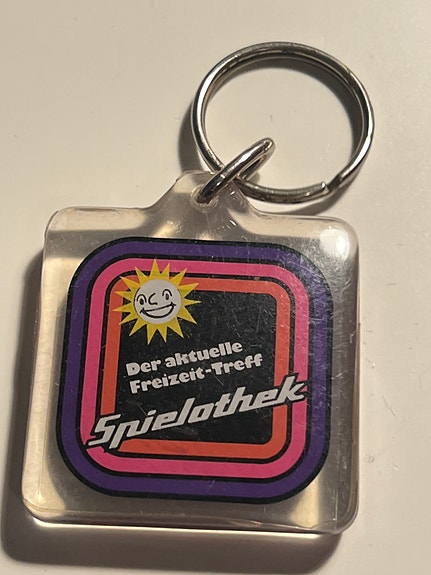 Der aktuelle
Freizeit-Treff
Spielothek